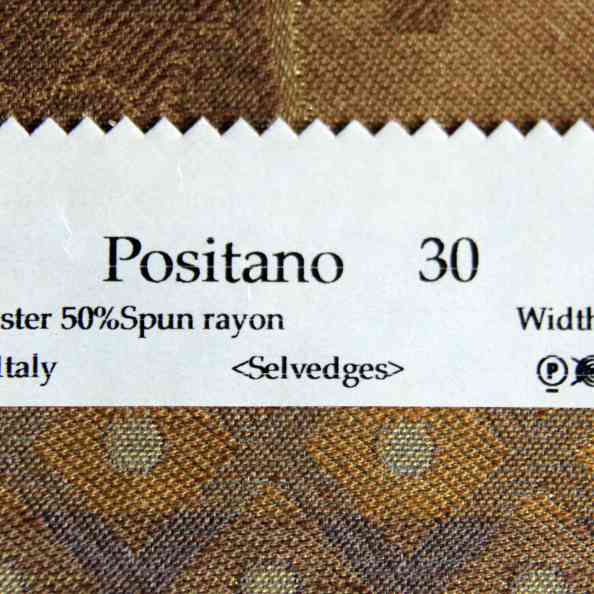 Positano 30
ster 50%Spun rayon Width
Italy <Selvedges> P